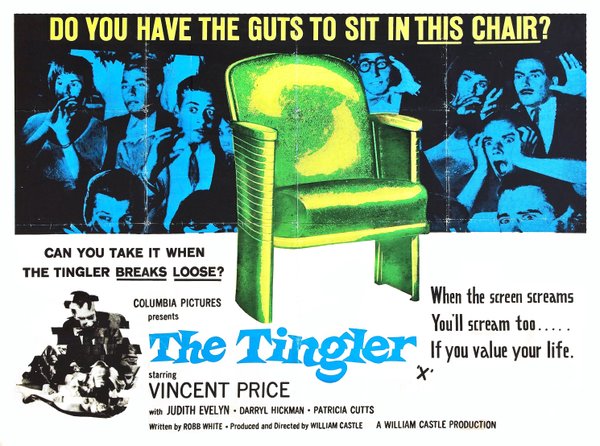 DO YOU HAVE THE GUTS TO SIT IN THIS CHAIR?
CAN YOU TAKE IT WHEN
THE TINGLER BREAKS LOOSE?
COLUMBIA PICTURES
presents
The Tingler
starring
VINCENT PRICE
with JUDITH EVELYN · DARRYL HICKMAN · PATRICIA CUTTS
Written by ROBB WHITE · Produced and Directed by WILLIAM CASTLE
A WILLIAM CASTLE PRODUCTION
When the screen screams
You'll scream too.....
If you value your life.
'X'